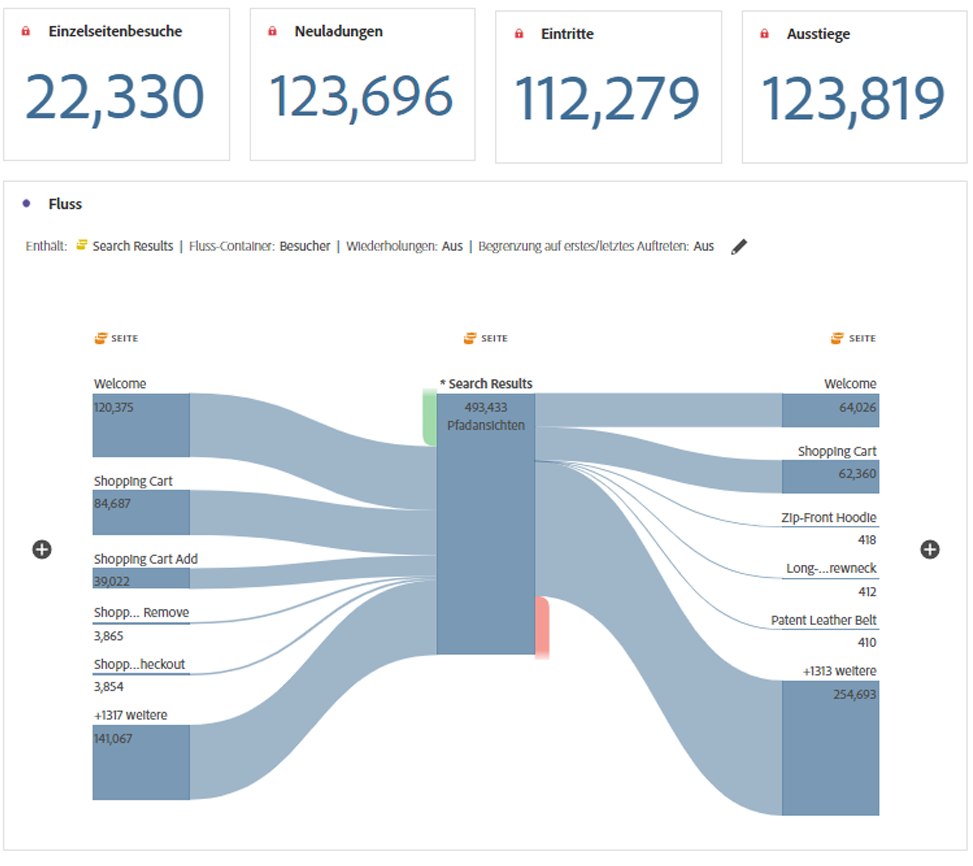 Einzelseitenbesuche
22,330
Neuladungen
123,696
Eintritte
112,279
Ausstiege
123,819
Fluss
Enthält: Search Results | Fluss-Container: Besucher | Wiederholungen: Aus | Begrenzung auf erstes/letztes Auftreten: Aus
SEITE
SEITE
SEITE
Welcome
120,375
Shopping Cart
84,687
Shopping Cart Add
39,022
Shopp... Remove
3,865
Shopp...heckout
3,854
+1317 weitere
141,067
* Search Results
493,433
Pfadansichten
Welcome
64,026
Shopping Cart
62,360
Zip-Front Hoodie
418
Long-...rewneck
412
Patent Leather Belt
410
+1313 weitere
254,693